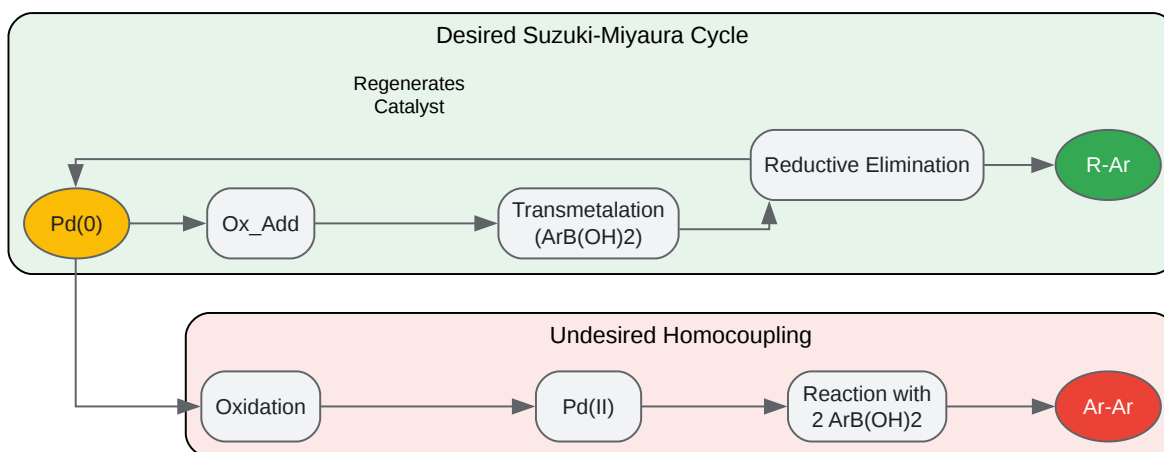 Desired Suzuki-Miyaura Cycle
Regenerates
Catalyst
Reductive Elimination
R-Ar
Pd(0)
Ox_Add
Transmetalation
(ArB(OH)2)
Undesired Homocoupling
Oxidation
Pd(II)
Reaction with
2 ArB(OH)2
Ar-Ar